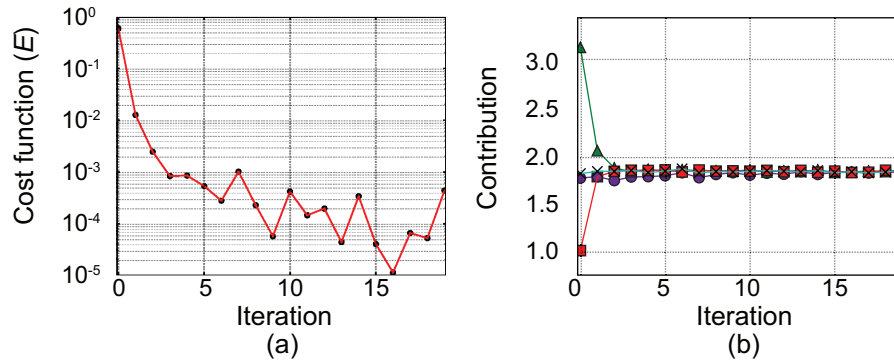 Cost function (E)
10^0
10^-1
10^-2
10^-3
10^-4
10^-5
0 5 10 15
Iteration
(a)
Contribution
3.0
2.5
2.0
1.5
1.0
0 5 10 15
Iteration
(b)